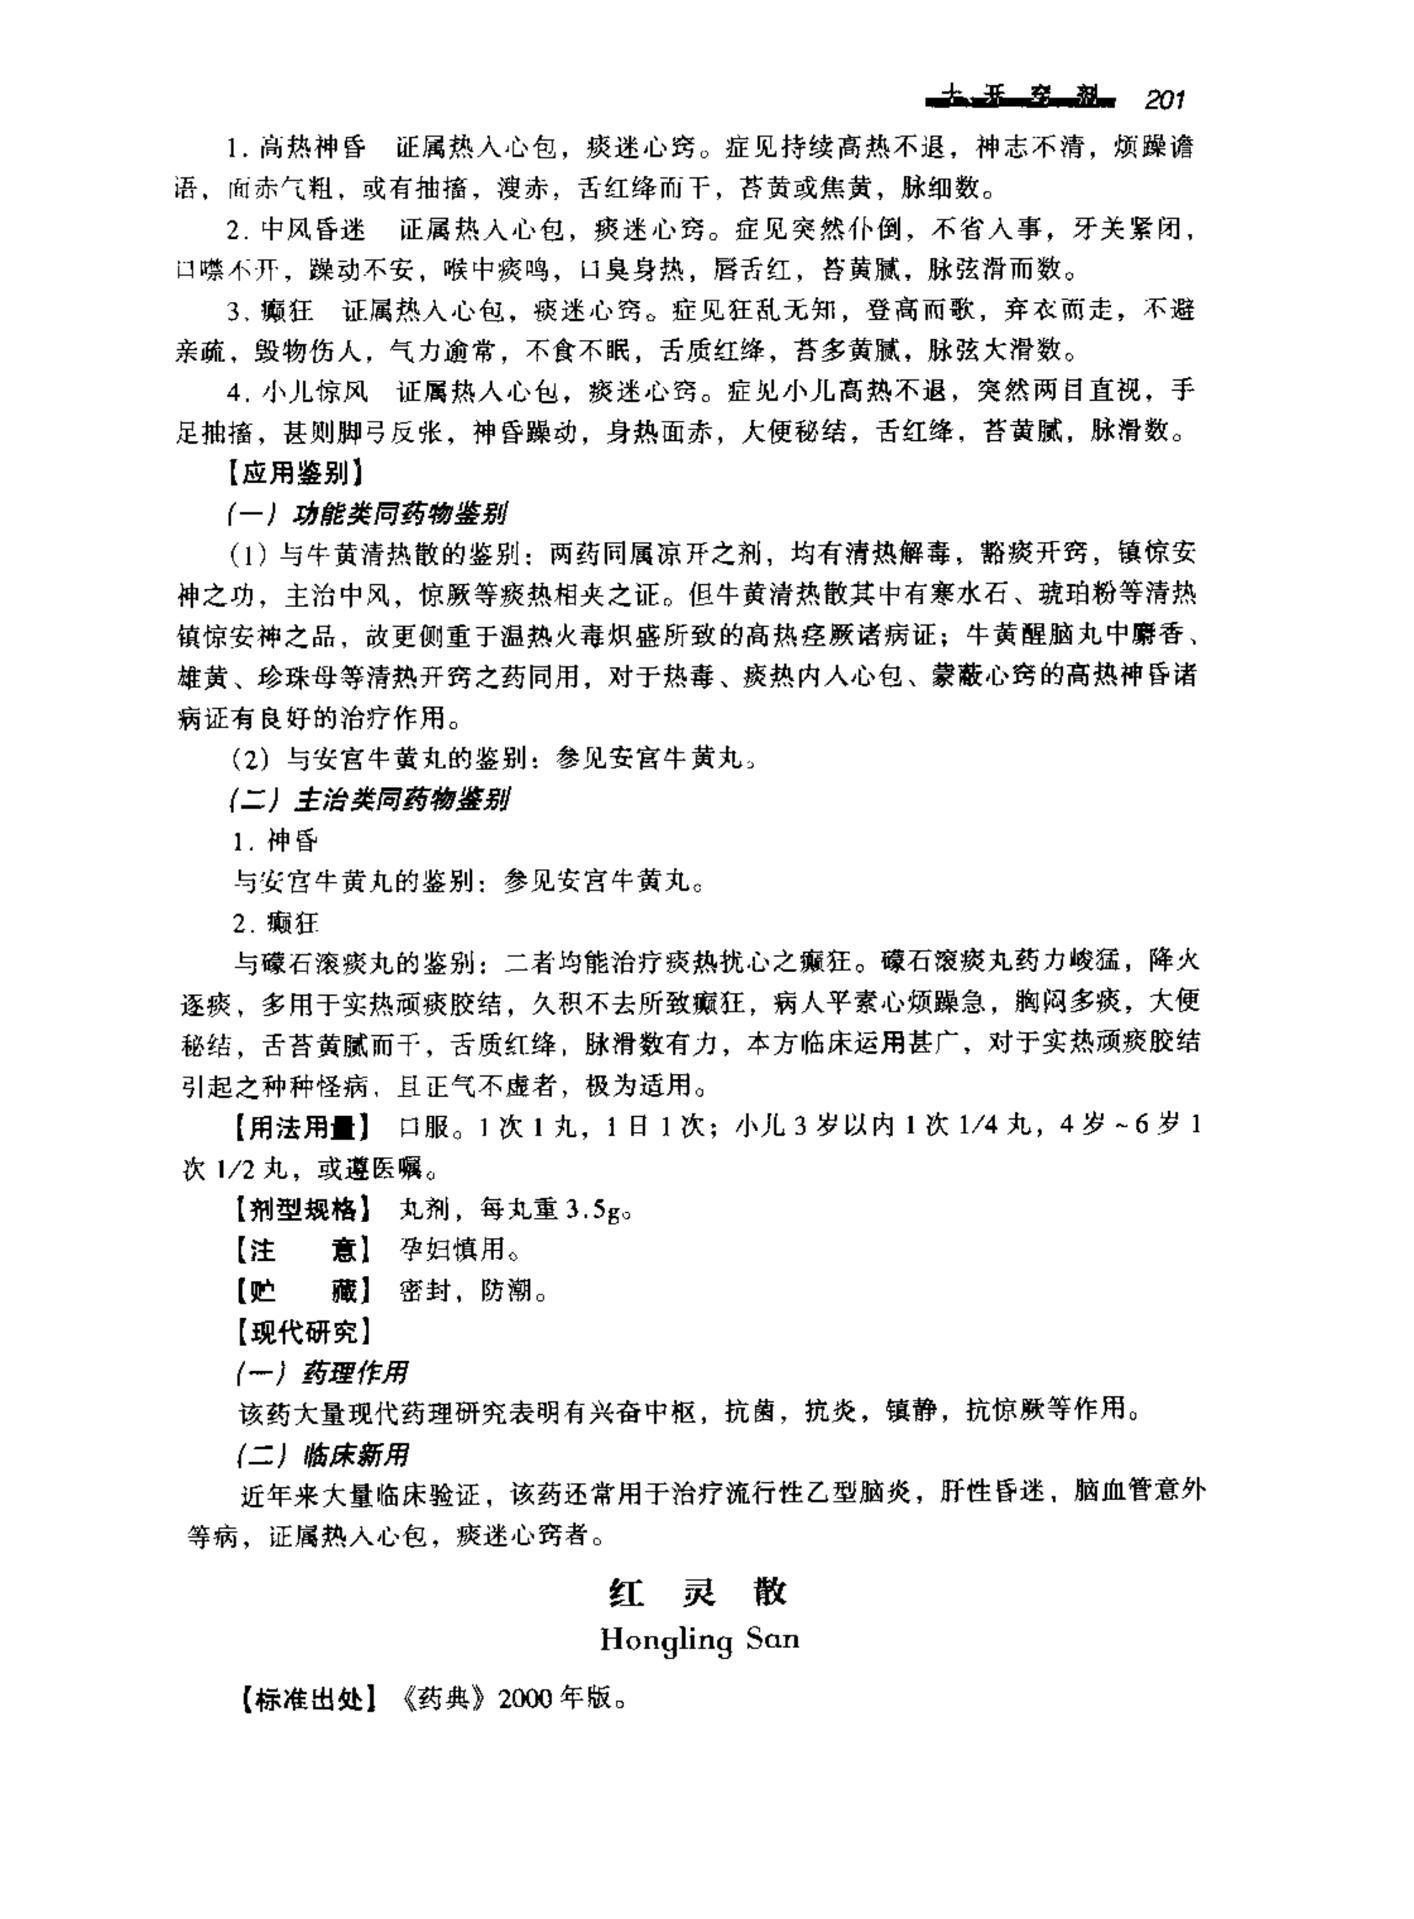 开窍剂 201
1. 高热神昏 证属热入心包，痰迷心窍。症见持续高热不退，神志不清，烦躁谵
语，面赤气粗，或有抽搐，溲赤，舌红绛而干，苔黄或焦黄，脉细数。
2. 中风昏迷 证属热入心包，痰迷心窍。症见突然仆倒，不省人事，牙关紧闭，
口噤不开，躁动不安，喉中痰鸣，口臭身热，唇舌红，苔黄腻，脉弦滑而数。
3. 癫狂 证属热入心包，痰迷心窍。症见狂乱无知，登高而歌，弃衣而走，不避
亲疏，毁物伤人，气力逾常，不食不眠，舌质红绛，苔多黄腻，脉弦大滑数。
4. 小儿惊风 证属热入心包，痰迷心窍。症见小儿高热不退，突然两目直视，手
足抽搐，甚则脚弓反张，神昏躁动，身热面赤，大便秘结，舌红绛，苔黄腻，脉滑数。
【应用鉴别】
（一）功能类同药物鉴别
（1）与牛黄清热散的鉴别：两药同属凉开之剂，均有清热解毒，豁痰开窍，镇惊安
神之功，主治中风，惊厥等痰热相夹之证。但牛黄清热散其中有寒水石、琥珀粉等清热
镇惊安神之品，故更侧重于温热火毒炽盛所致的高热痉厥诸病证；牛黄醒脑丸中麝香、
雄黄、珍珠母等清热开窍之药同用，对于热毒、痰热内人心包、蒙蔽心窍的高热神昏诸
病证有良好的治疗作用。
（2）与安宫牛黄丸的鉴别：参见安宫牛黄丸。
（二）主治类同药物鉴别
1. 神昏
与安宫牛黄丸的鉴别：参见安宫牛黄丸。
2. 癫狂
与礞石滚痰丸的鉴别：二者均能治疗痰热扰心之癫狂。礞石滚痰丸药力峻猛，降火
逐痰，多用于实热顽痰胶结，久积不去所致癫狂，病人平素心烦躁急，胸闷多痰，大便
秘结，舌苔黄腻而干，舌质红绛，脉滑数有力，本方临床运用甚广，对于实热顽痰胶结
引起之种种怪病，且正气不虚者，极为适用。
【用法用量】 口服。1次1丸，1日1次；小儿3岁以内1次1/4丸，4岁~6岁1
次1/2丸，或遵医嘱。
【剂型规格】 丸剂，每丸重3.5g。
【注 意】 孕妇慎用。
【贮 藏】 密封，防潮。
【现代研究】
（一）药理作用
该药大量现代药理研究表明有兴奋中枢，抗菌，抗炎，镇静，抗惊厥等作用。
（二）临床新用
近年来大量临床验证，该药还常用于治疗流行性乙型脑炎，肝性昏迷，脑血管意外
等病，证属热入心包，痰迷心窍者。
红 灵 散
Hongling San
【标准出处】《药典》2000年版。